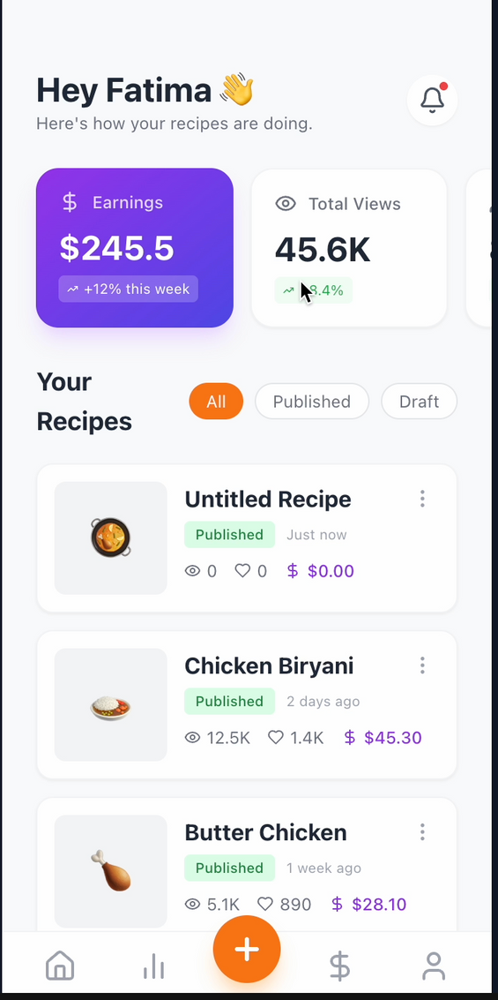 Hey Fatima 👋
Here's how your recipes are doing.
Earnings
$245.5
+12% this week
Total Views
45.6K
Your
Recipes
All
Published
Draft
Untitled Recipe
Published
Just now
0
0
$0.00
Chicken Biryani
Published
2 days ago
12.5K
1.4K
$45.30
Butter Chicken
Published
1 week ago
5.1K
890
$28.10